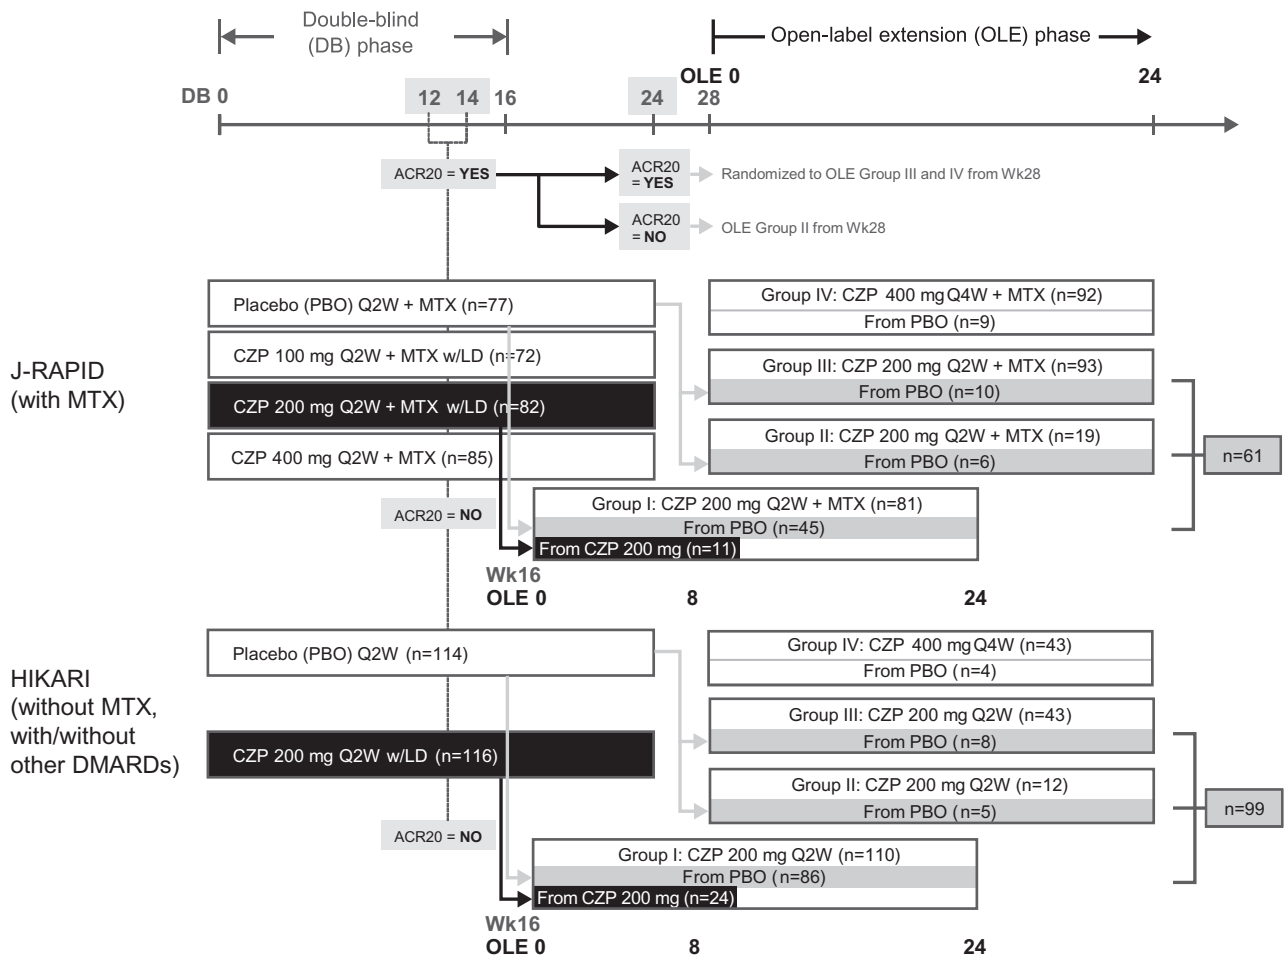 Double-blind
(DB) phase
Open-label extension (OLE) phase
OLE 0
24
DB 0
12
14
16
24
28
ACR20 = YES
ACR20
= YES
Randomized to OLE Group III and IV from Wk28
ACR20
= NO
OLE Group II from Wk28
J-RAPID
(with MTX)
Placebo (PBO) Q2W + MTX (n=77)
CZP 100 mg Q2W + MTX w/LD (n=72)
CZP 200 mg Q2W + MTX w/LD (n=82)
CZP 400 mg Q2W + MTX (n=85)
Group IV: CZP 400 mg Q4W + MTX (n=92)
From PBO (n=9)
Group III: CZP 200 mg Q2W + MTX (n=93)
From PBO (n=10)
Group II: CZP 200 mg Q2W + MTX (n=19)
From PBO (n=6)
n=61
ACR20 = NO
Group I: CZP 200 mg Q2W + MTX (n=81)
From PBO (n=45)
From CZP 200 mg (n=11)
Wk16
OLE 0
8
24
HIKARI
(without MTX,
with/without
other DMARDs)
Placebo (PBO) Q2W (n=114)
CZP 200 mg Q2W w/LD (n=116)
Group IV: CZP 400 mg Q4W (n=43)
From PBO (n=4)
Group III: CZP 200 mg Q2W (n=43)
From PBO (n=8)
Group II: CZP 200 mg Q2W (n=12)
From PBO (n=5)
n=99
ACR20 = NO
Group I: CZP 200 mg Q2W (n=110)
From PBO (n=86)
From CZP 200 mg (n=24)
Wk16
OLE 0
8
24